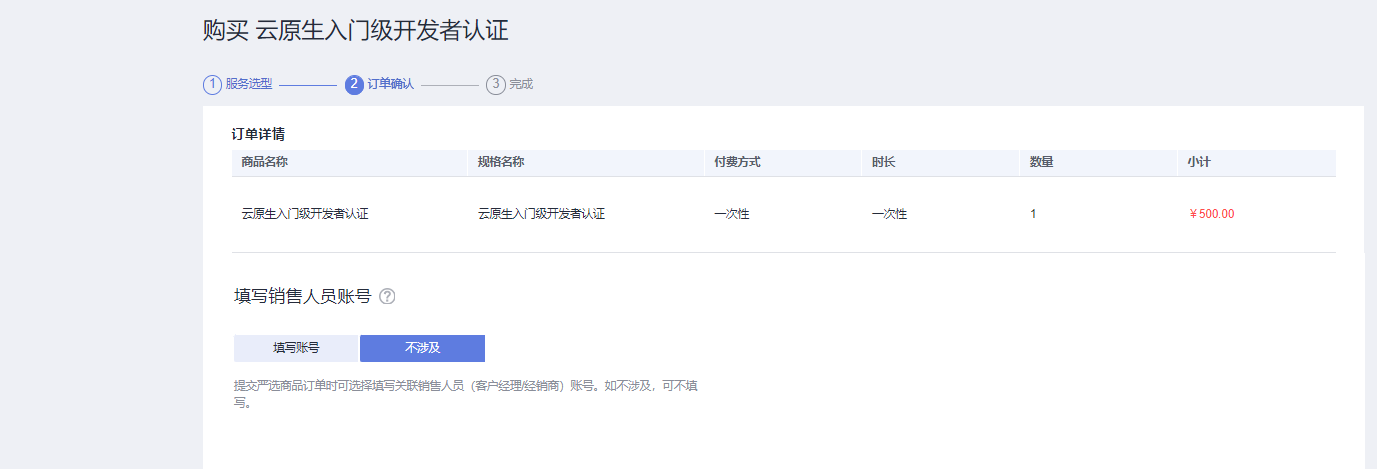 购买 云原生入门级开发者认证
1 服务选型 2 订单确认 3 完成
订单详情
商品名称 规格名称 付费方式 时长 数量 小计
云原生入门级开发者认证 云原生入门级开发者认证 一次性 一次性 1 ￥500.00
填写销售人员账号 ?
填写账号 不涉及
提交严选商品订单时可选择填写关联销售人员（客户经理/经销商）账号。如不涉及，可不填
写。